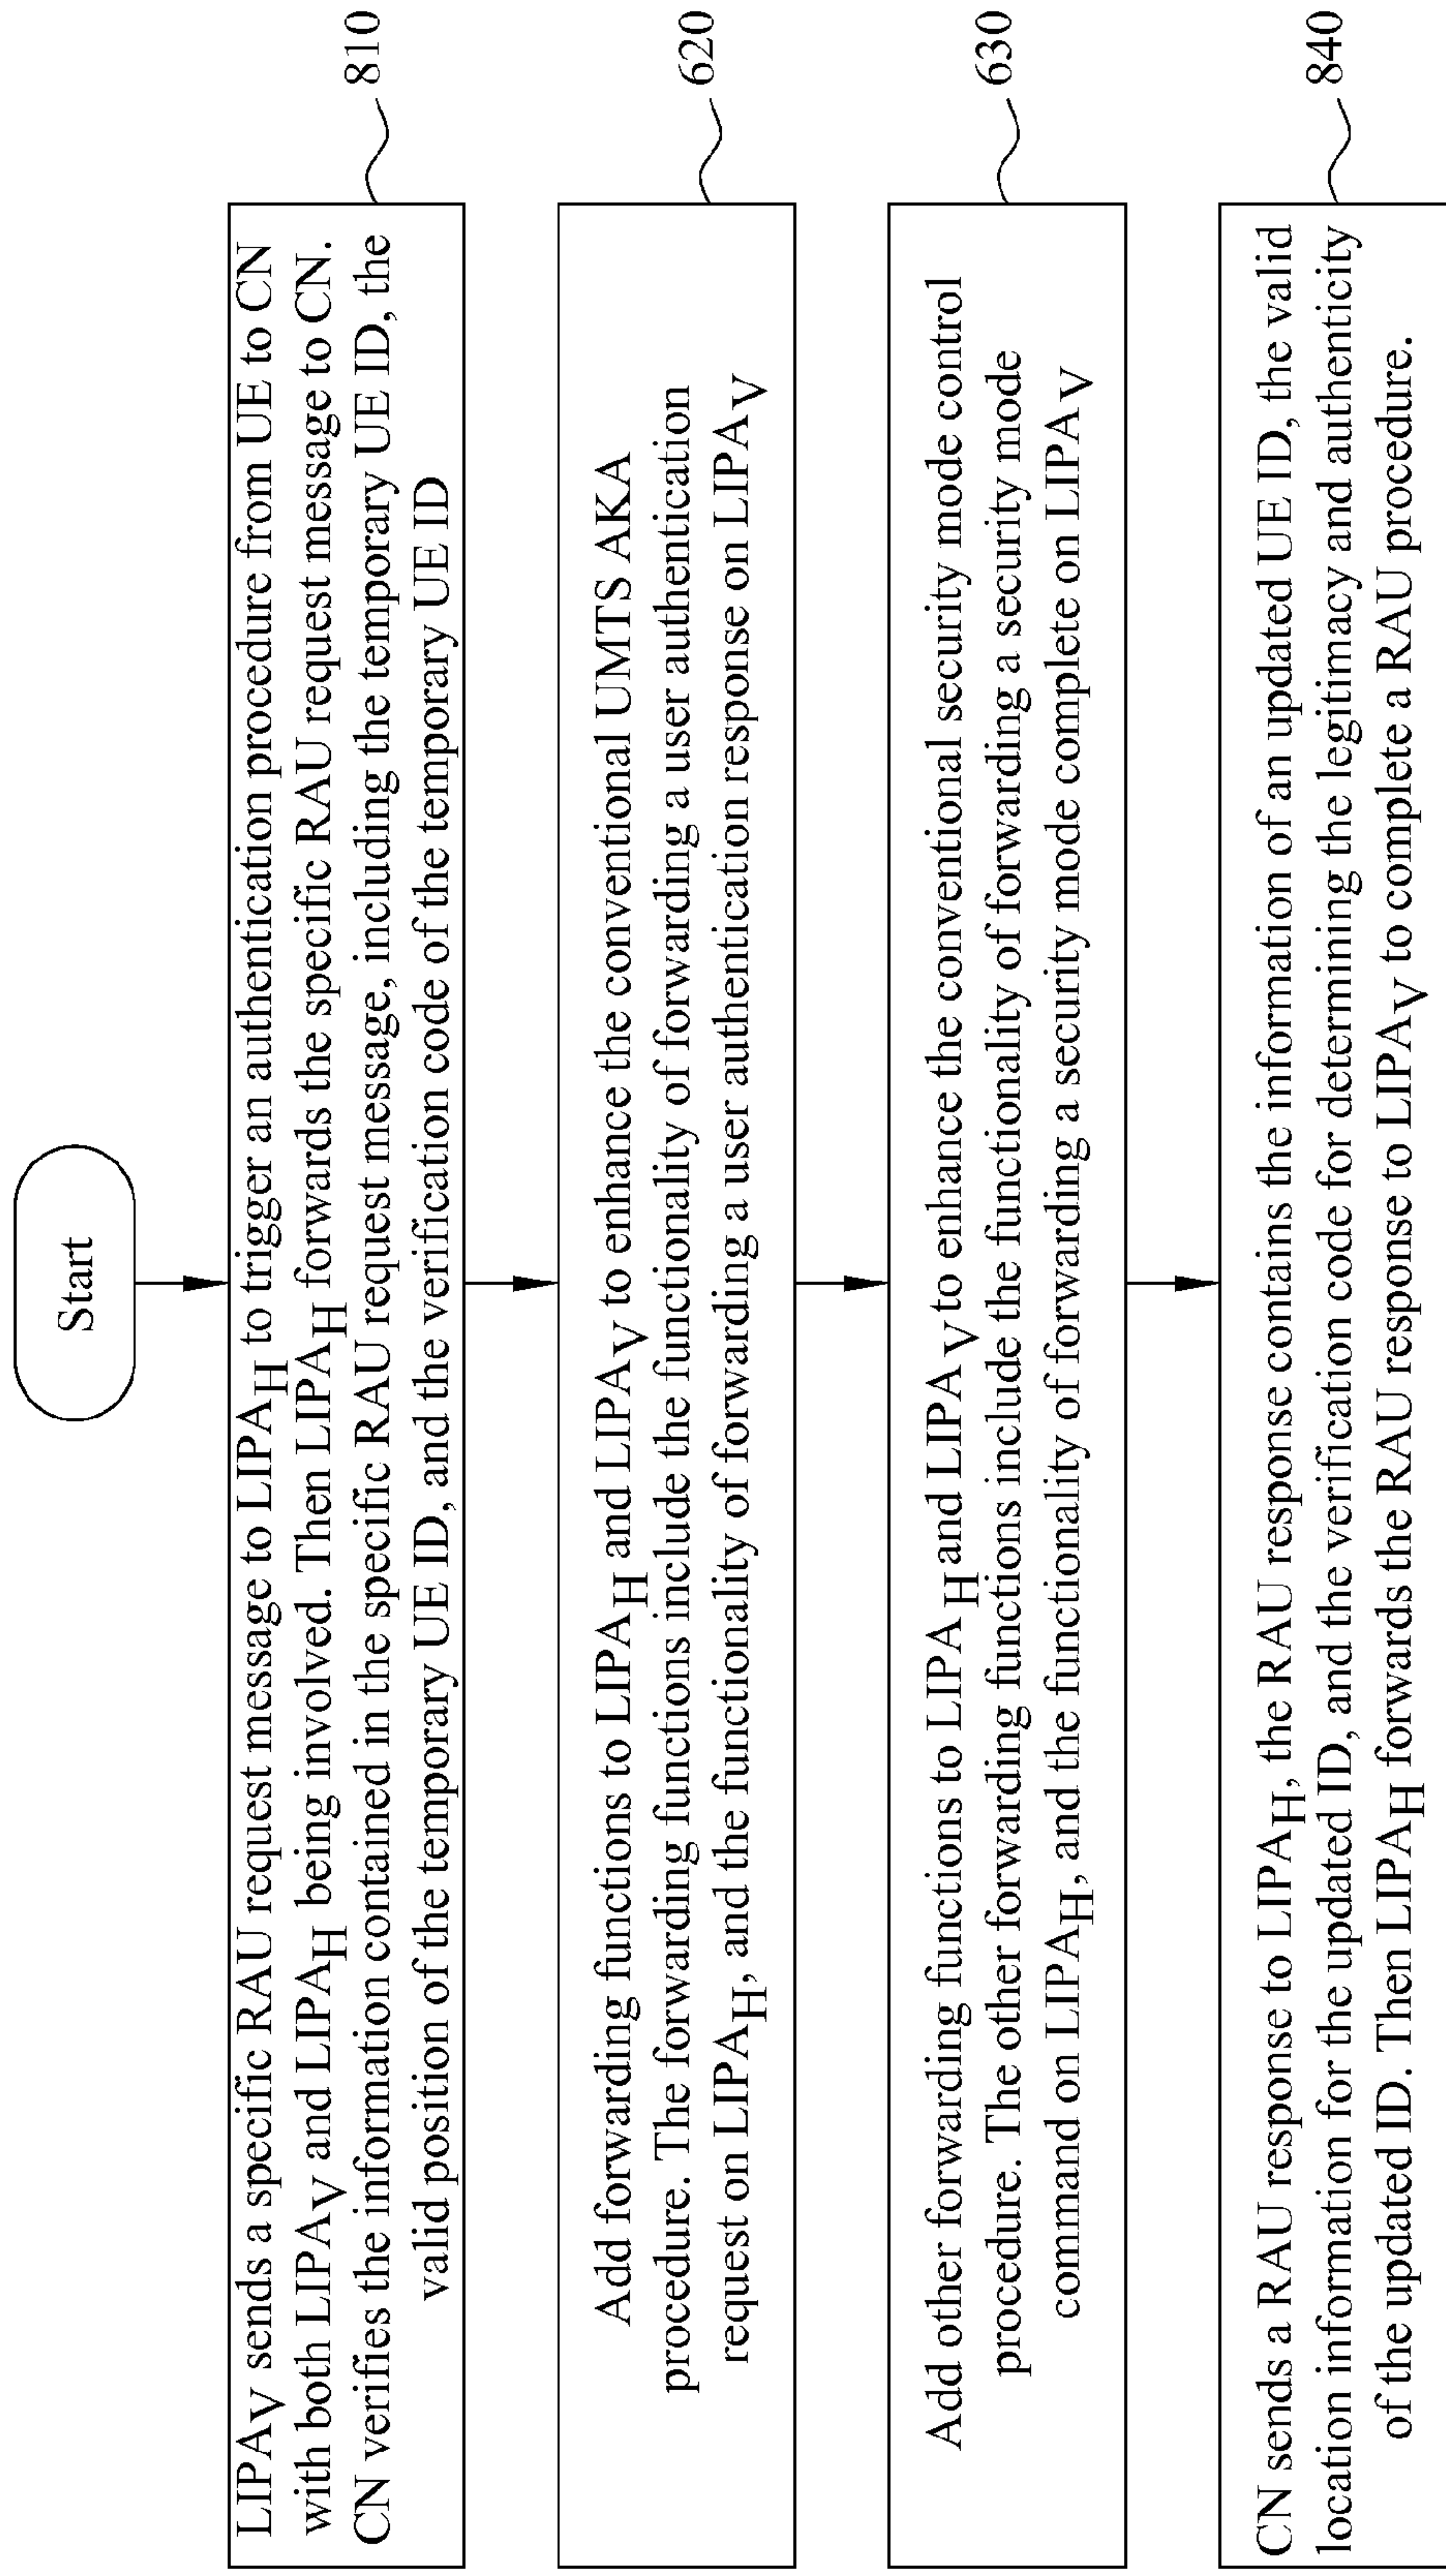 Start
LIPAV sends a specific RAU request message to LIPAH to trigger an authentication procedure from UE to CN
with both LIPAV and LIPAH being involved. Then LIPAH forwards the specific RAU request message to CN.
CN verifies the information contained in the specific RAU request message, including the temporary UE ID, the
valid position of the temporary UE ID, and the verification code of the temporary UE ID
810
Add forwarding functions to LIPAH and LIPAV to enhance the conventional UMTS AKA
procedure. The forwarding functions include the functionality of forwarding a user authentication
request on LIPAH, and the functionality of forwarding a user authentication response on LIPAV
620
Add other forwarding functions to LIPAH and LIPAV to enhance the conventional security mode control
procedure. The other forwarding functions include the functionality of forwarding a security mode
command on LIPAH, and the functionality of forwarding a security mode complete on LIPAV
630
CN sends a RAU response to LIPAH, the RAU response contains the information of an updated UE ID, the valid
location information for the updated ID, and the verification code for determining the legitimacy and authenticity
of the updated ID. Then LIPAH forwards the RAU response to LIPAV to complete a RAU procedure.
840